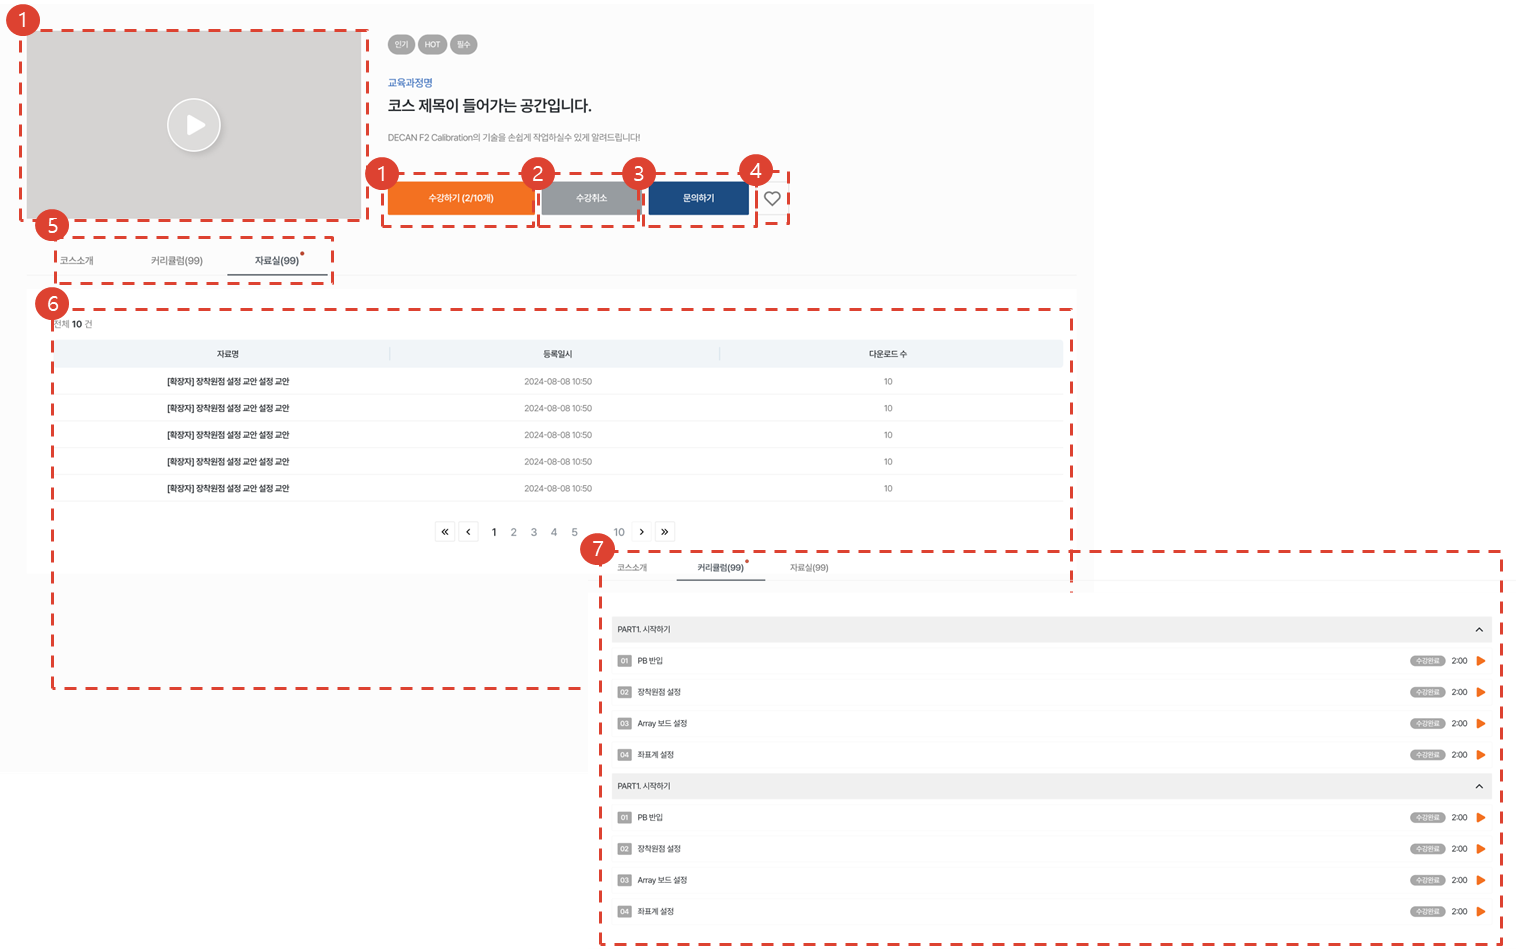 1
인기 HOT 필수
교육과정명
코스 제목이 들어가는 공간입니다.
DECAN F2 Calibration의 기술을 손쉽게 작업하실수 있게 알려드립니다!
1 2 3 4
수강하기 (2/10개) 수강취소 문의하기
5
코스소개 커리큘럼(99) 자료실(99)
6
전체 10 건
자료명 등록일시 다운로드 수
[확장자] 장착원점 설정 교안 설정 교안 2024-08-08 10:50 10
[확장자] 장착원점 설정 교안 설정 교안 2024-08-08 10:50 10
[확장자] 장착원점 설정 교안 설정 교안 2024-08-08 10:50 10
[확장자] 장착원점 설정 교안 설정 교안 2024-08-08 10:50 10
[확장자] 장착원점 설정 교안 설정 교안 2024-08-08 10:50 10
« ‹ 1 2 3 4 5 10 › »
7
코스소개 커리큘럼(99) 자료실(99)
PART1. 시작하기
01 PB 반입 수강완료 2:00
02 장착원점 설정 수강완료 2:00
03 Array 보드 설정 수강완료 2:00
04 좌표계 설정 수강완료 2:00
PART1. 시작하기
01 PB 반입 수강완료 2:00
02 장착원점 설정 수강완료 2:00
03 Array 보드 설정 수강완료 2:00
04 좌표계 설정 수강완료 2:00